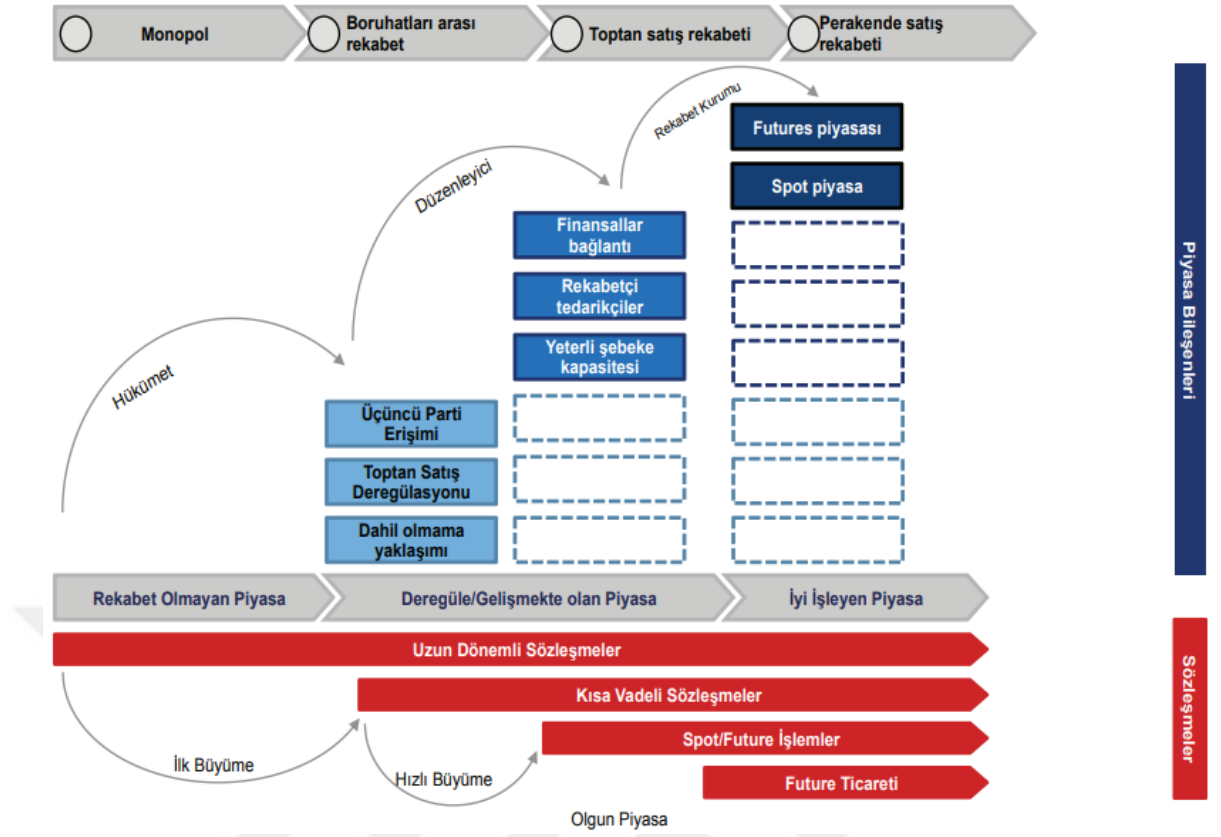 Monopol
Boruhatları arası
rekabet
Toptan satış rekabeti
Perakende satış
rekabeti
Rekabet Kurumu
Futures piyasası
Spot piyasa
Düzenleyici
Finansallar
bağlantı
Rekabetçi
tedarikçiler
Yeterli şebeke
kapasitesi
Hükümet
Üçüncü Parti
Erişimi
Toptan Satış
Deregülasyonu
Dahil olmama
yaklaşımı
Piyasa Bileşenleri
Rekabet Olmayan Piyasa
Deregüle/Gelişmekte olan Piyasa
İyi İşleyen Piyasa
Uzun Dönemli Sözleşmeler
Kısa Vadeli Sözleşmeler
Spot/Future İşlemler
Future Ticareti
İlk Büyüme
Hızlı Büyüme
Olgun Piyasa
Sözleşmeler